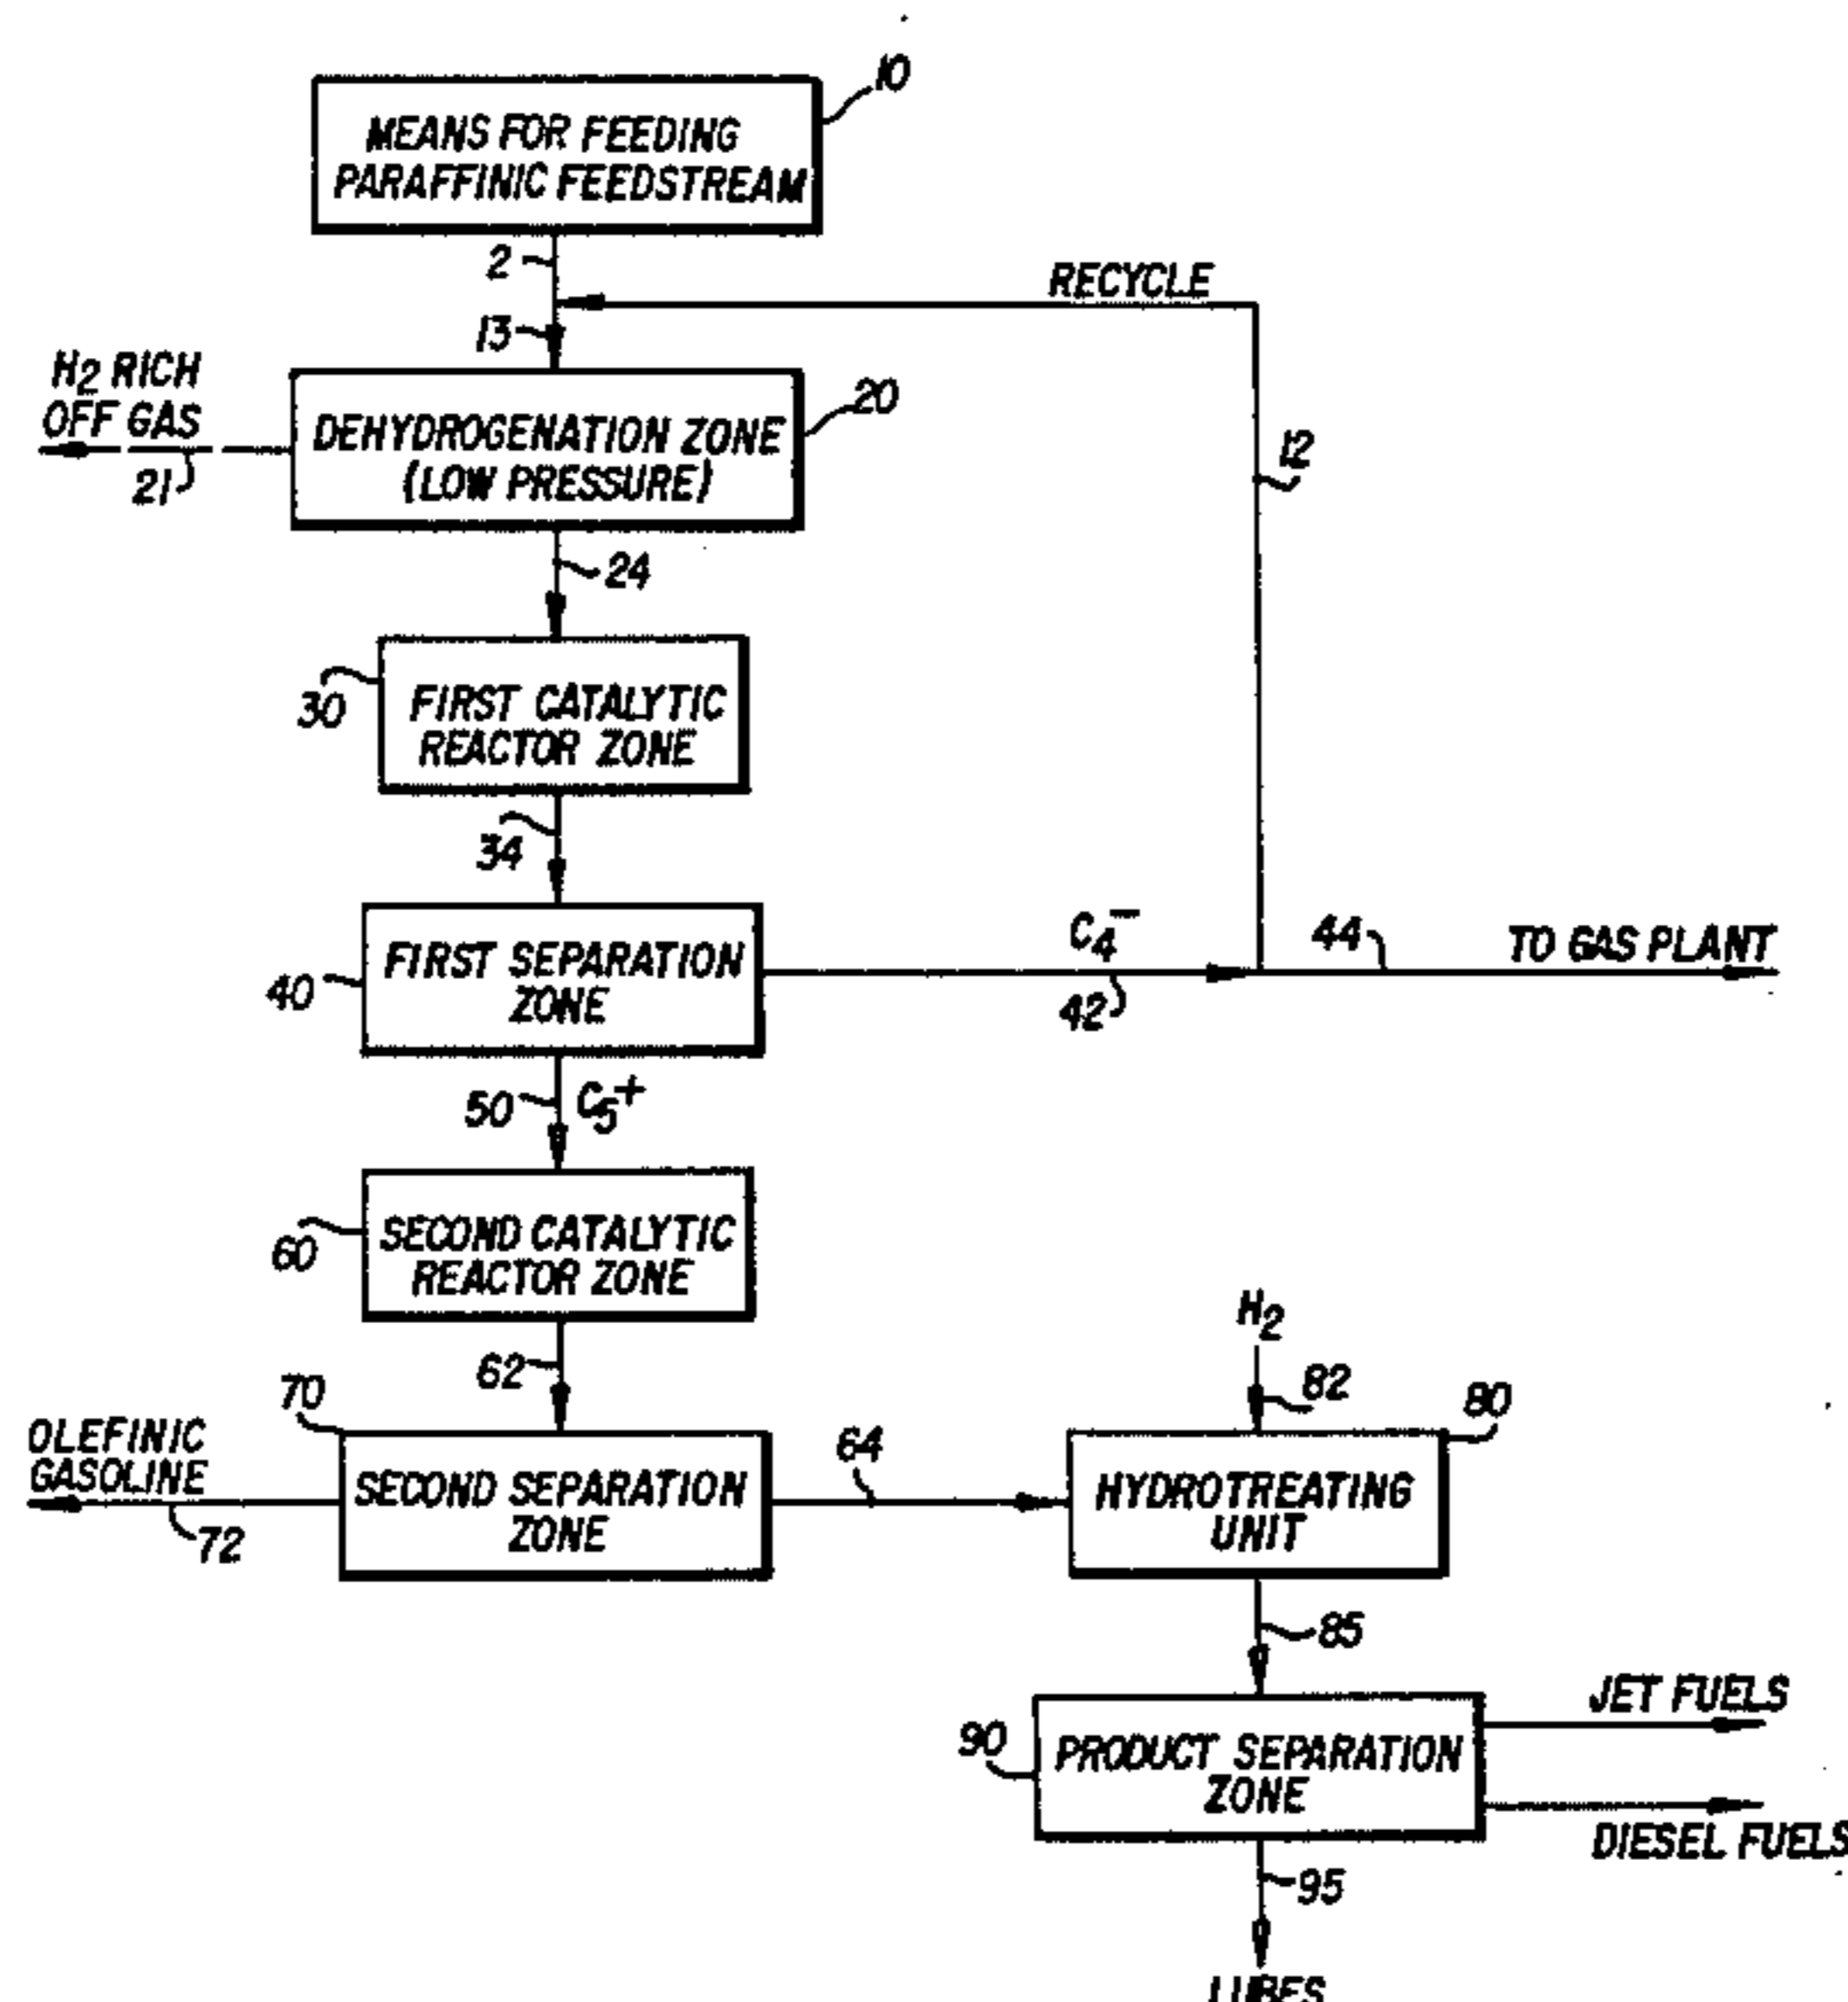 10
MEANS FOR FEEDING
PARAFFINIC FEEDSTREAM
2
RECYCLE
13
H2 RICH
OFF GAS
21
20
DEHYDROGENATION ZONE
(LOW PRESSURE)
12
24
30
FIRST CATALYTIC
REACTOR ZONE
34
C4-
44
TO GAS PLANT
40
FIRST SEPARATION
ZONE
42
50
C5+
60
SECOND CATALYTIC
REACTOR ZONE
H2
62
82
80
70
OLEFINIC
GASOLINE
72
SECOND SEPARATION
ZONE
64
HYDROTREATING
UNIT
85
JET FUELS
90
PRODUCT SEPARATION
ZONE
DIESEL FUELS
95
LUBES